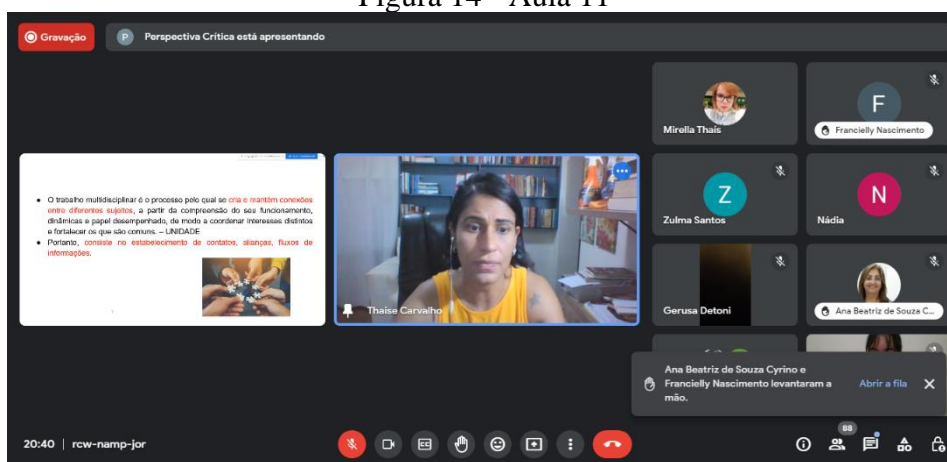 Figura 14 - Aula 11
Gravação
P Perspectiva Crítica está apresentando
• O trabalho multidisciplinar é o processo pelo qual se cria e mantém conexões
entre diferentes sujeitos, a partir da compreensão do seu funcionamento,
dinâmicas e papel desempenhado, de modo a coordenar interesses distintos
e fortalecer os que são comuns. – UNIDADE
• Portanto, consiste no estabelecimento de contatos, alianças, fluxos de
informações.
Thaise Carvalho
Mirella Thaís
F
Francielly Nascimento
Z
Zulma Santos
N
Nádia
Gerusa Detoni
Ana Beatriz de Souza C...
Ana Beatriz de Souza Cyrino e
Francielly Nascimento levantaram a
mão.
Abrir a fila
20:40 | rcw-namp-jor
88